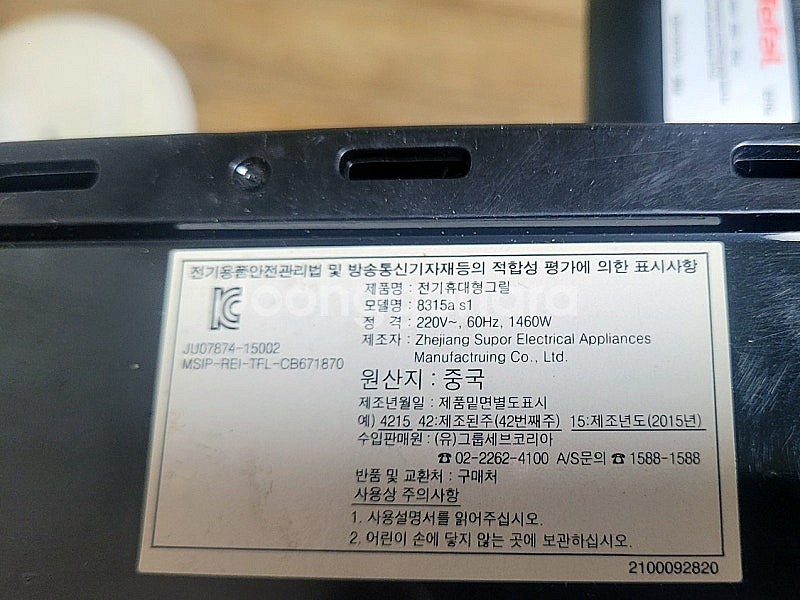 Tefal
전기용품안전관리법 및 방송통신기자재등의 적합성 평가에 의한 표시사항
제품명 : 전기휴대형그릴
모델명 : 8315a s1
정 격 : 220V~, 60Hz, 1460W
제조자 : Zhejiang Supor Electrical Appliances
Manufactruing Co., Ltd.
JU07874-15002
MSIP-REI-TFL-CB671870
원산지 : 중국
제조년월일 : 제품밑면별도표시
예) 4215 42:제조된주(42번째주) 15:제조년도(2015년)
수입판매원 : (유)그룹세브코리아
☎ 02-2262-4100 A/S문의 ☎ 1588-1588
반품 및 교환처 : 구매처
사용상 주의사항
1. 사용설명서를 읽어주십시오.
2. 어린이 손에 닿지 않는 곳에 보관하십시오.
2100092820